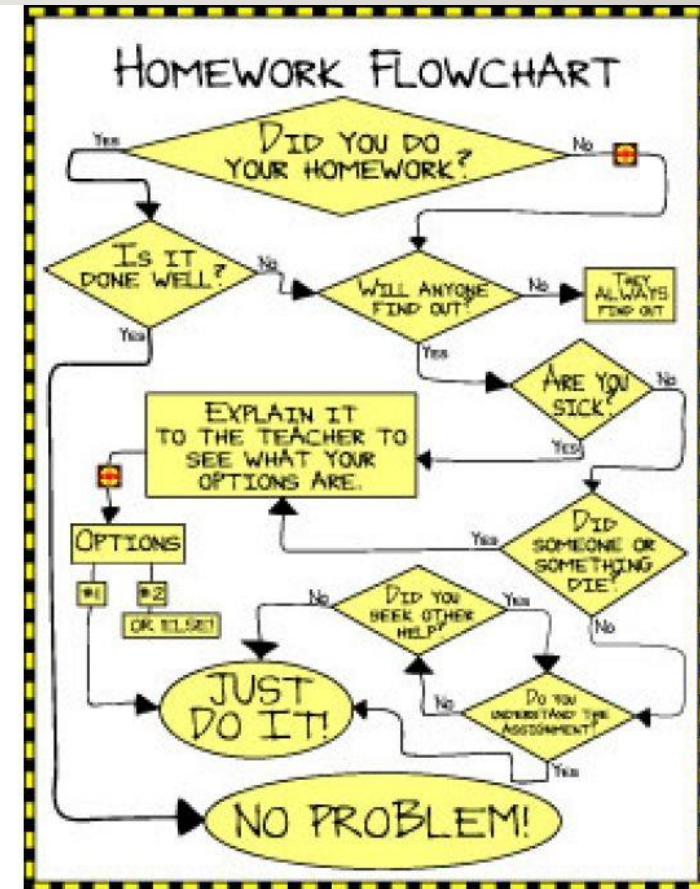 HOMEWORK FLOWCHART
DID YOU DO
YOUR HOMEWORK?
Yes
No
IS IT
DONE WELL?
No
Yes
WILL ANYONE
FIND OUT?
No
THEY
ALWAYS
FIND OUT
Yes
ARE YOU
SICK?
No
Yes
EXPLAIN IT
TO THE TEACHER TO
SEE WHAT YOUR
OPTIONS ARE.
OPTIONS
#1
#2
OR ELSE!
DID
SOMEONE OR
SOMETHING
DIE?
Yes
No
DID YOU
SEEK OTHER
HELP?
No
Yes
DO YOU
UNDERSTAND THE
ASSIGNMENT?
No
Yes
JUST
DO IT!
NO PROBLEM!